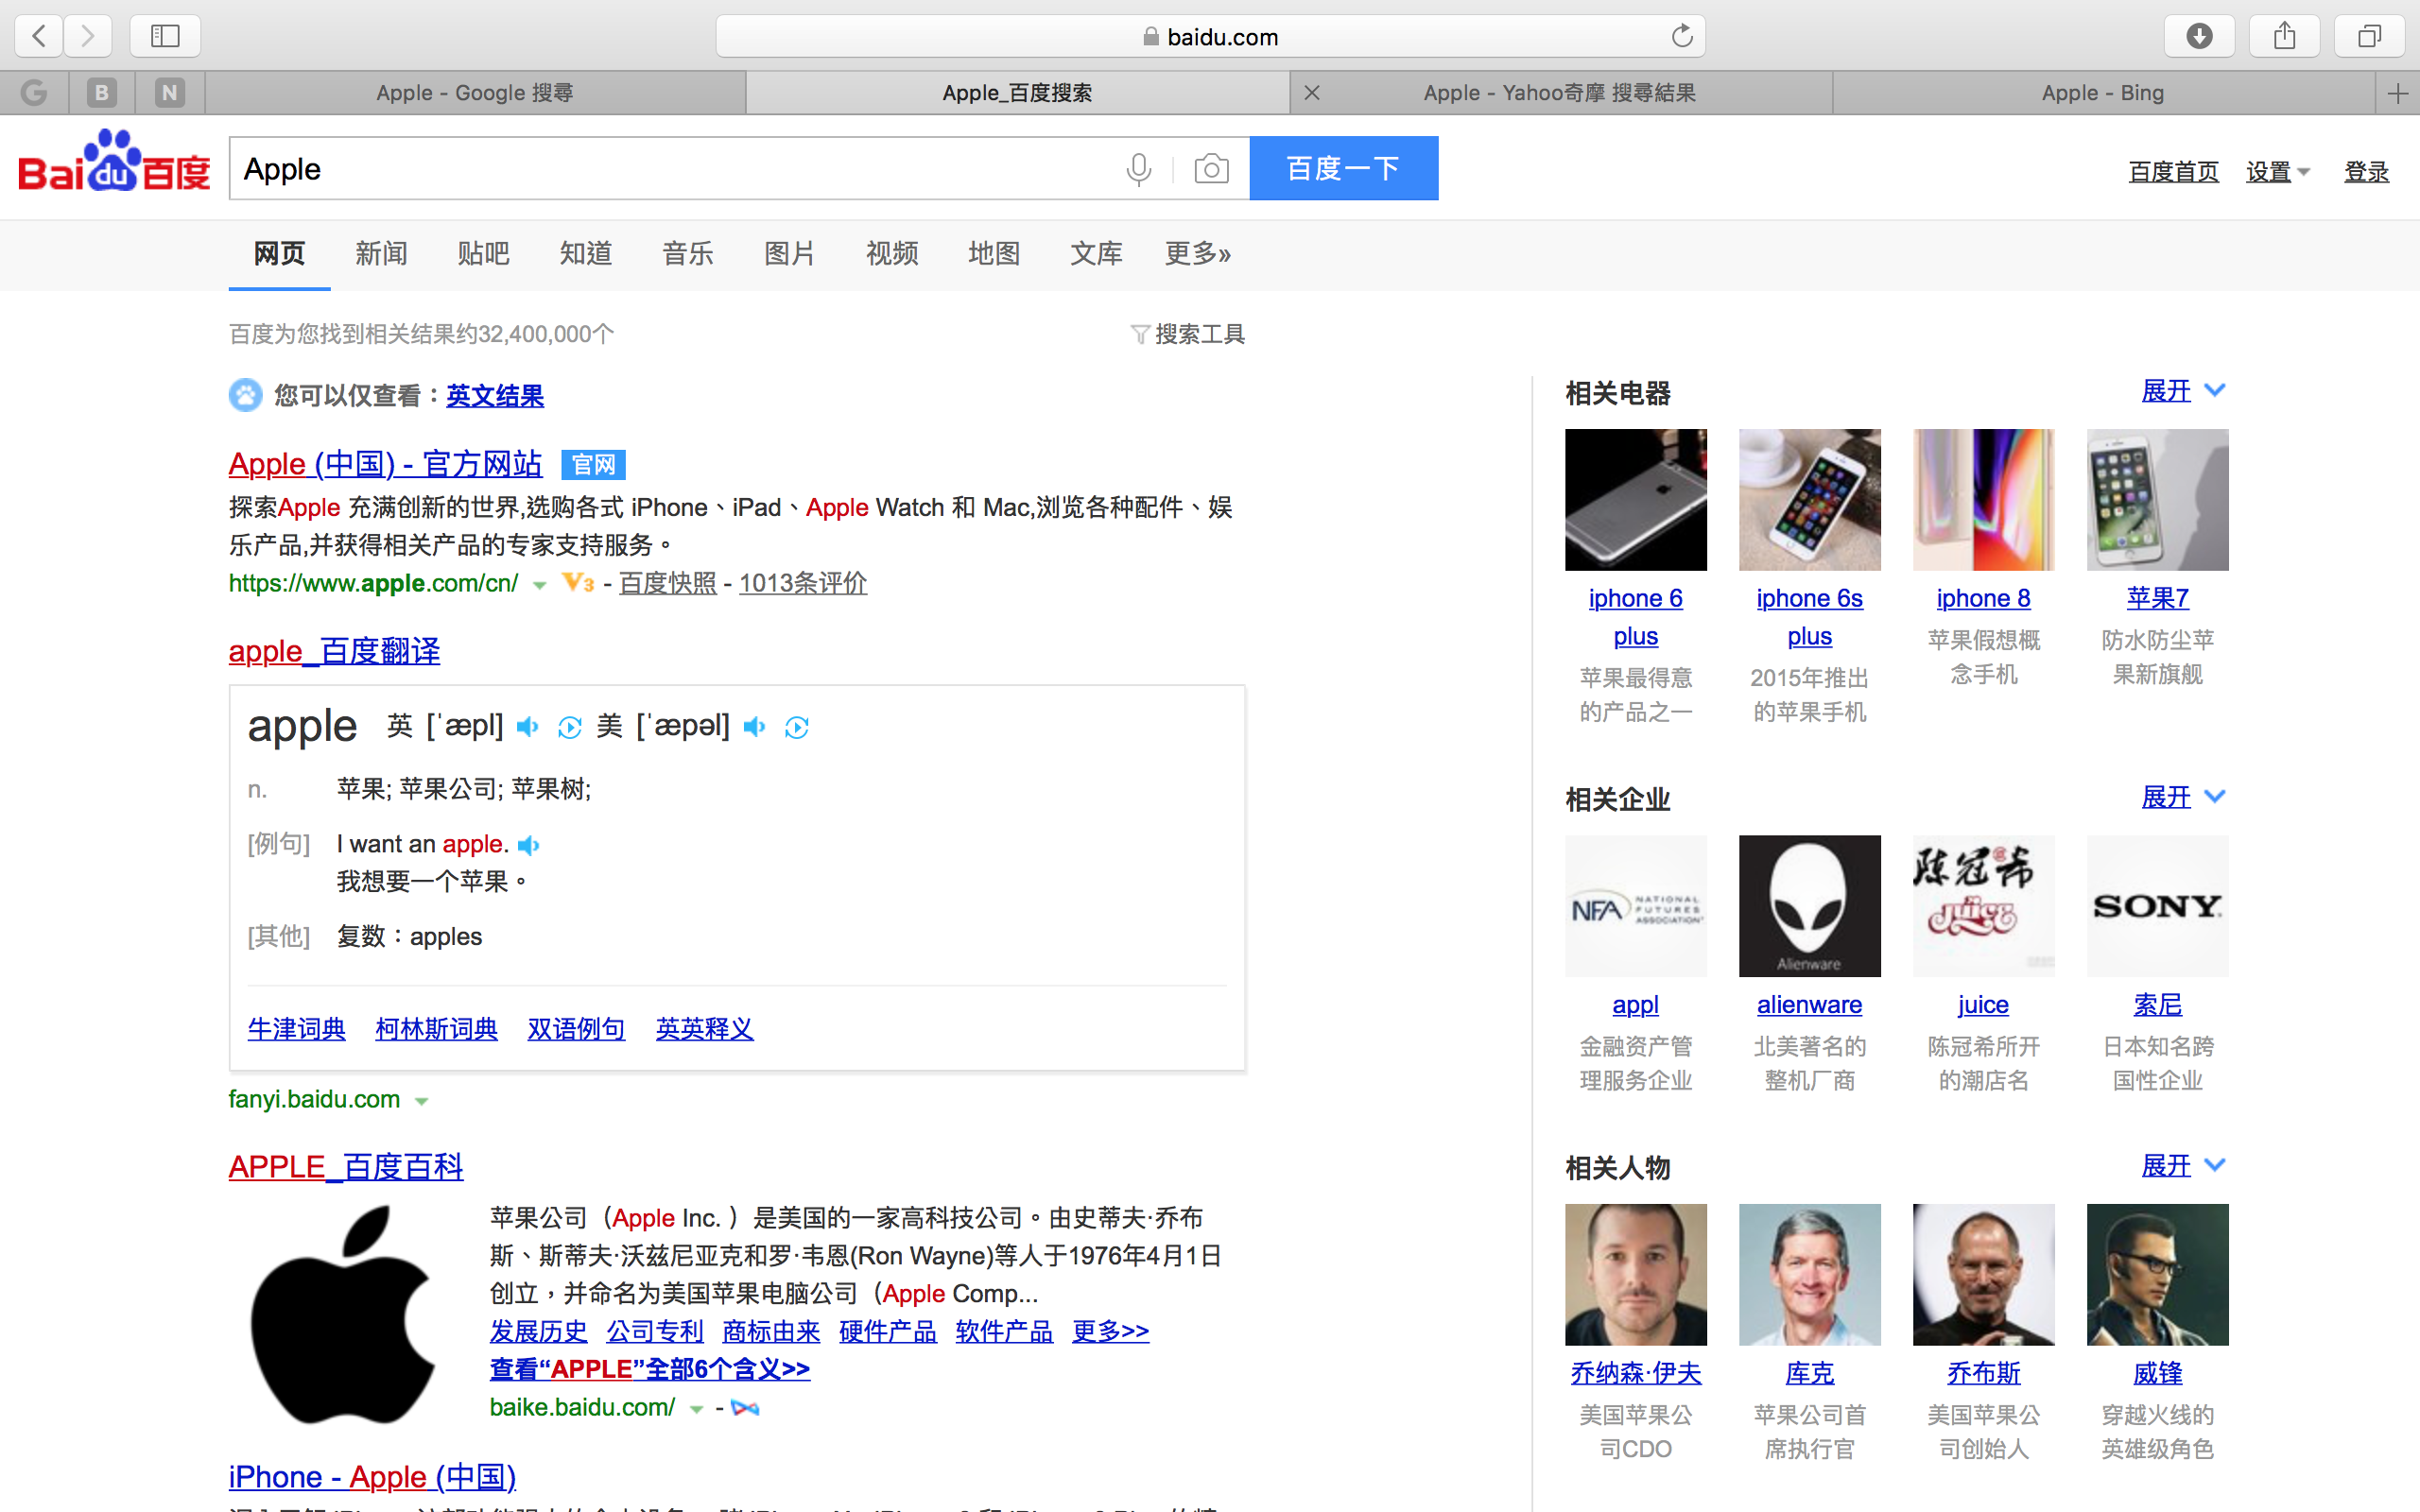 baidu.com
G
B
N
Apple - Google 搜尋
Apple_百度搜索
Apple - Yahoo奇摩 搜尋結果
Apple - Bing
Bai du 百度
Apple
百度一下
百度首页 设置 登录
网页 新闻 贴吧 知道 音乐 图片 视频 地图 文库 更多»
百度为您找到相关结果约32,400,000个
搜索工具
您可以仅查看：英文结果
Apple (中国) - 官方网站 官网
探索Apple 充满创新的世界,选购各式 iPhone、iPad、Apple Watch 和 Mac,浏览各种配件、娱
乐产品,并获得相关产品的专家支持服务。
https://www.apple.com/cn/ V3 - 百度快照 - 1013条评价
apple_百度翻译
apple 英 [ˈæpl] 美 [ˈæpəl]
n. 苹果; 苹果公司; 苹果树;
[例句] I want an apple.
我想要一个苹果。
[其他] 复数：apples
牛津词典 柯林斯词典 双语例句 英英释义
fanyi.baidu.com
APPLE_百度百科
苹果公司（Apple Inc. ）是美国的一家高科技公司。由史蒂夫·乔布
斯、斯蒂夫·沃兹尼亚克和罗·韦恩(Ron Wayne)等人于1976年4月1日
创立，并命名为美国苹果电脑公司（Apple Comp...
发展历史 公司专利 商标由来 硬件产品 软件产品 更多>>
查看“APPLE”全部6个含义>>
baike.baidu.com/ -
iPhone - Apple (中国)
相关电器 展开
iphone 6 plus
苹果最得意
的产品之一
iphone 6s plus
2015年推出
的苹果手机
iphone 8
苹果假想概
念手机
苹果7
防水防尘苹
果新旗舰
相关企业 展开
NFA NATIONAL FUTURES ASSOCIATION
Alienware
陈冠希
JUICE
SONY
appl
金融资产管
理服务企业
alienware
北美著名的
整机厂商
juice
陈冠希所开
的潮店名
索尼
日本知名跨
国性企业
相关人物 展开
乔纳森·伊夫
美国苹果公
司CDO
库克
苹果公司首
席执行官
乔布斯
美国苹果公
司创始人
威锋
穿越火线的
英雄级角色